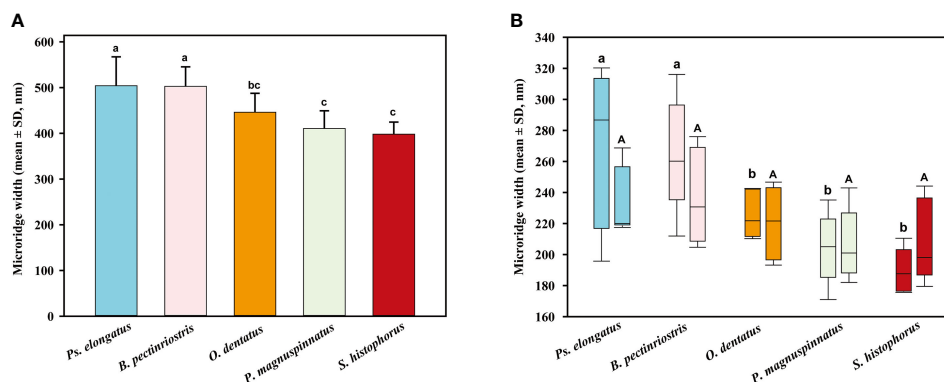 A
Microridge width (mean ± SD, nm)
600
500
400
300
200
100
0
a
a
bc
c
c
Ps. elongatus
B. pectinriostris
O. dentatus
P. magnuspinnatus
S. histophorus
B
Microridge width (mean ± SD, nm)
340
320
300
280
260
240
220
200
180
160
a
A
a
A
b
A
b
A
b
A
Ps. elongatus
B. pectinriostris
O. dentatus
P. magnuspinnatus
S. histophorus